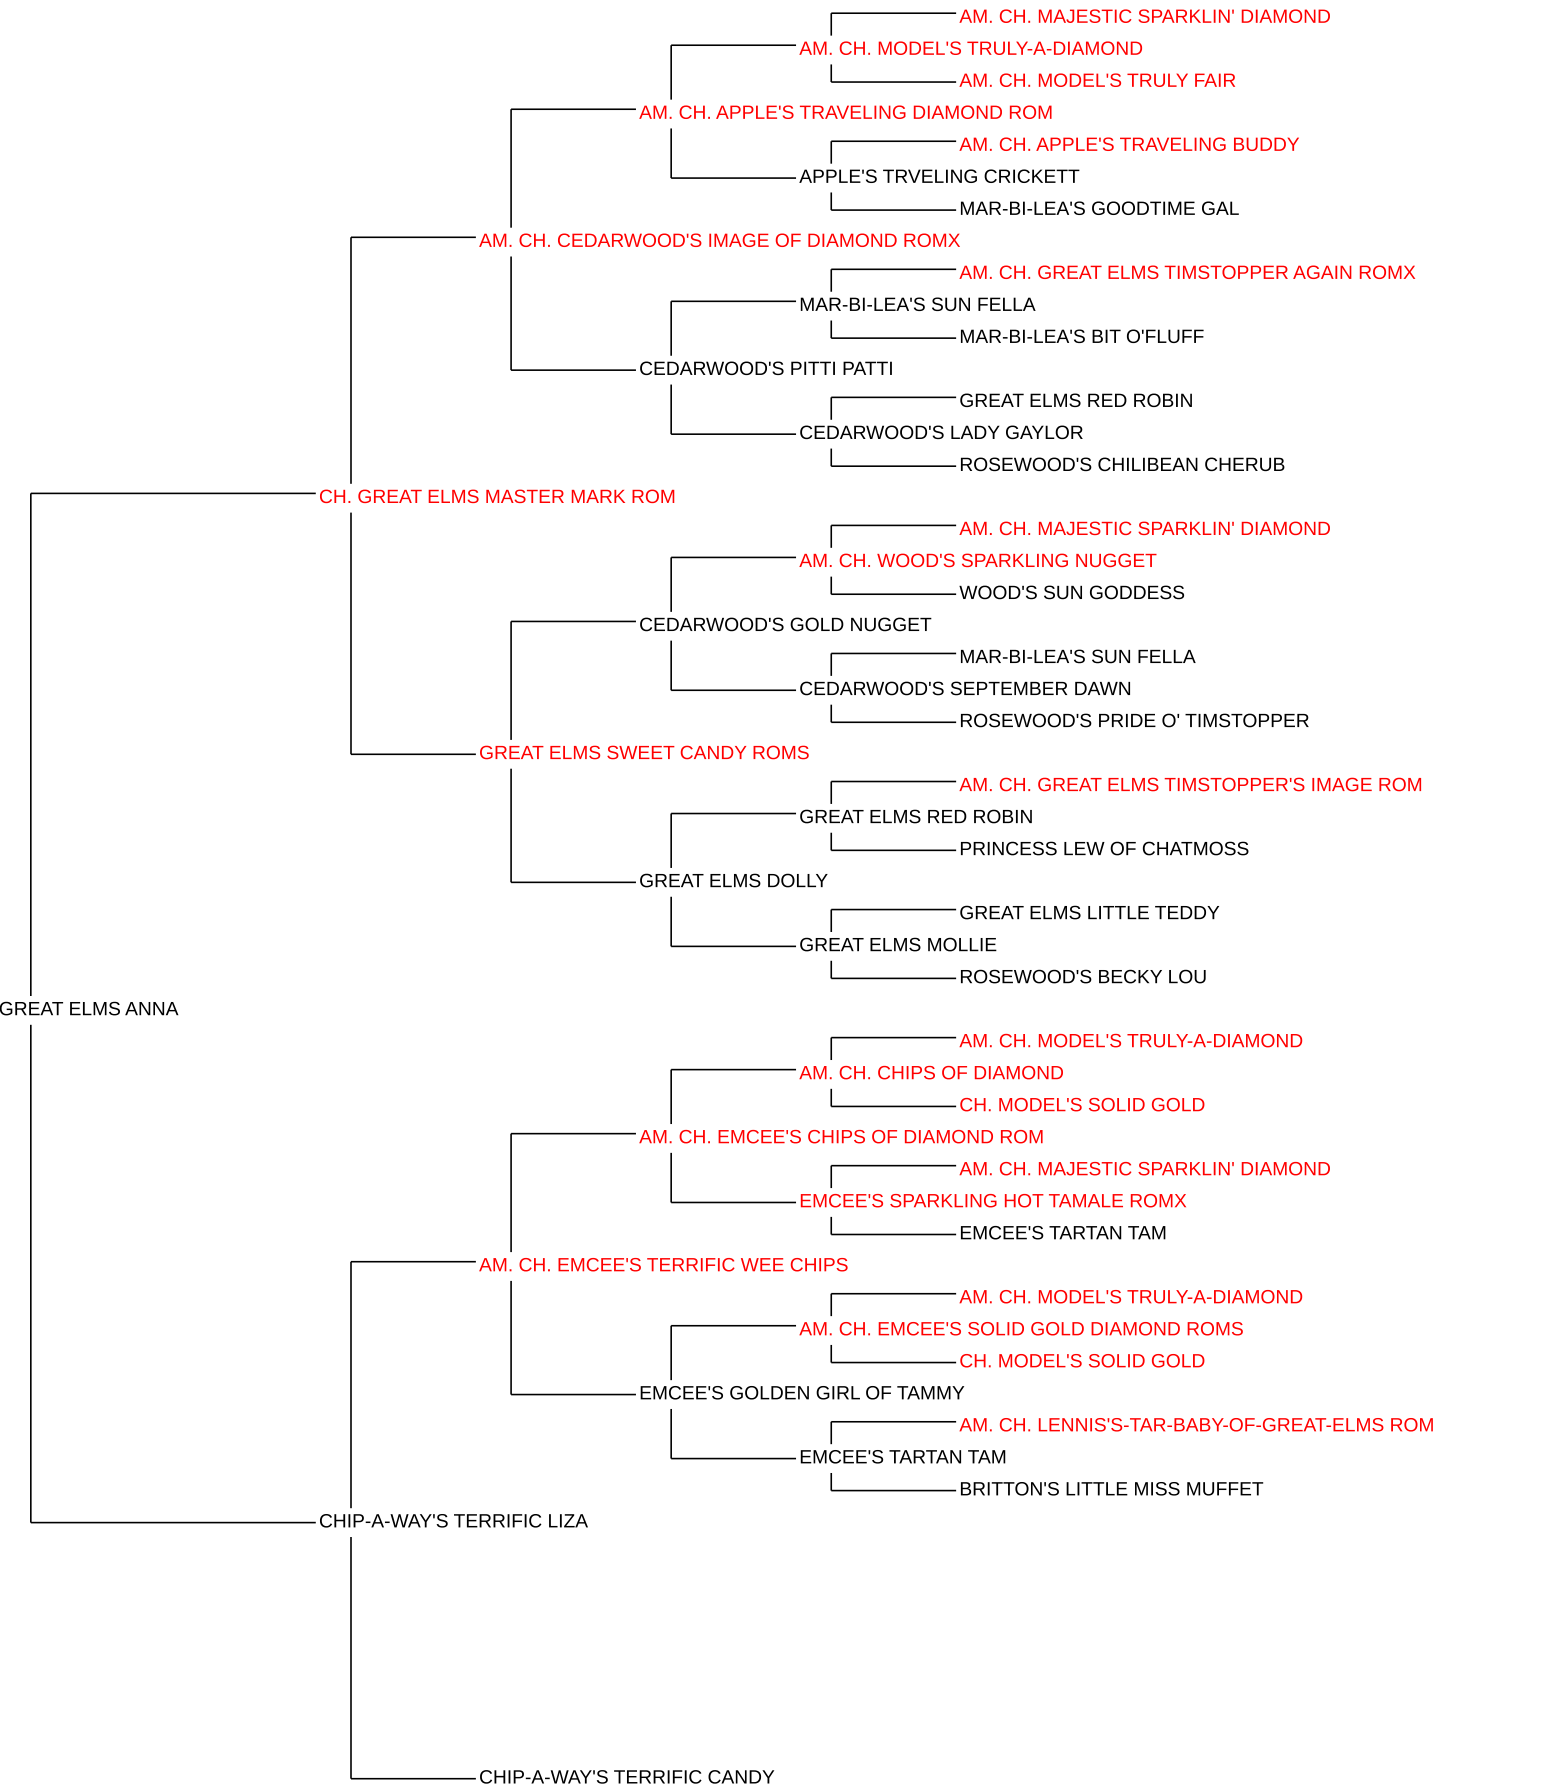 AM. CH. MAJESTIC SPARKLIN' DIAMOND
AM. CH. MODEL'S TRULY-A-DIAMOND
AM. CH. MODEL'S TRULY FAIR
AM. CH. APPLE'S TRAVELING DIAMOND ROM
AM. CH. APPLE'S TRAVELING BUDDY
APPLE'S TRVELING CRICKETT
MAR-BI-LEA'S GOODTIME GAL
AM. CH. CEDARWOOD'S IMAGE OF DIAMOND ROMX
AM. CH. GREAT ELMS TIMSTOPPER AGAIN ROMX
MAR-BI-LEA'S SUN FELLA
MAR-BI-LEA'S BIT O'FLUFF
CEDARWOOD'S PITTI PATTI
GREAT ELMS RED ROBIN
CEDARWOOD'S LADY GAYLOR
ROSEWOOD'S CHILIBEAN CHERUB
CH. GREAT ELMS MASTER MARK ROM
AM. CH. MAJESTIC SPARKLIN' DIAMOND
AM. CH. WOOD'S SPARKLING NUGGET
WOOD'S SUN GODDESS
CEDARWOOD'S GOLD NUGGET
MAR-BI-LEA'S SUN FELLA
CEDARWOOD'S SEPTEMBER DAWN
ROSEWOOD'S PRIDE O' TIMSTOPPER
GREAT ELMS SWEET CANDY ROMS
AM. CH. GREAT ELMS TIMSTOPPER'S IMAGE ROM
GREAT ELMS RED ROBIN
PRINCESS LEW OF CHATMOSS
GREAT ELMS DOLLY
GREAT ELMS LITTLE TEDDY
GREAT ELMS MOLLIE
ROSEWOOD'S BECKY LOU
GREAT ELMS ANNA
AM. CH. MODEL'S TRULY-A-DIAMOND
AM. CH. CHIPS OF DIAMOND
CH. MODEL'S SOLID GOLD
AM. CH. EMCEE'S CHIPS OF DIAMOND ROM
AM. CH. MAJESTIC SPARKLIN' DIAMOND
EMCEE'S SPARKLING HOT TAMALE ROMX
EMCEE'S TARTAN TAM
AM. CH. EMCEE'S TERRIFIC WEE CHIPS
AM. CH. MODEL'S TRULY-A-DIAMOND
AM. CH. EMCEE'S SOLID GOLD DIAMOND ROMS
CH. MODEL'S SOLID GOLD
EMCEE'S GOLDEN GIRL OF TAMMY
AM. CH. LENNIS'S-TAR-BABY-OF-GREAT-ELMS ROM
EMCEE'S TARTAN TAM
BRITTON'S LITTLE MISS MUFFET
CHIP-A-WAY'S TERRIFIC LIZA
CHIP-A-WAY'S TERRIFIC CANDY